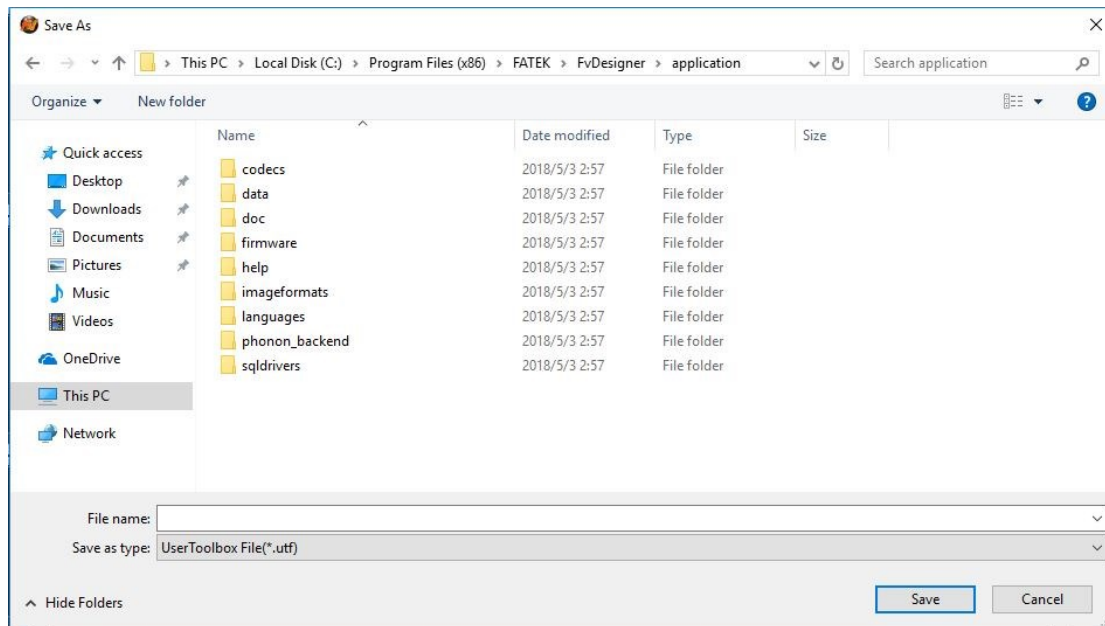 Save As
This PC > Local Disk (C:) > Program Files (x86) > FATEK > FvDesigner > application
Search application
Organize
New folder
Name
Date modified
Type
Size
Quick access
Desktop
Downloads
Documents
Pictures
Music
Videos
OneDrive
This PC
Network
codecs 2018/5/3 2:57 File folder
data 2018/5/3 2:57 File folder
doc 2018/5/3 2:57 File folder
firmware 2018/5/3 2:57 File folder
help 2018/5/3 2:57 File folder
imageformats 2018/5/3 2:57 File folder
languages 2018/5/3 2:57 File folder
phonon_backend 2018/5/3 2:57 File folder
sqldrivers 2018/5/3 2:57 File folder
File name:
Save as type: UserToolbox File(*.utf)
Hide Folders
Save
Cancel